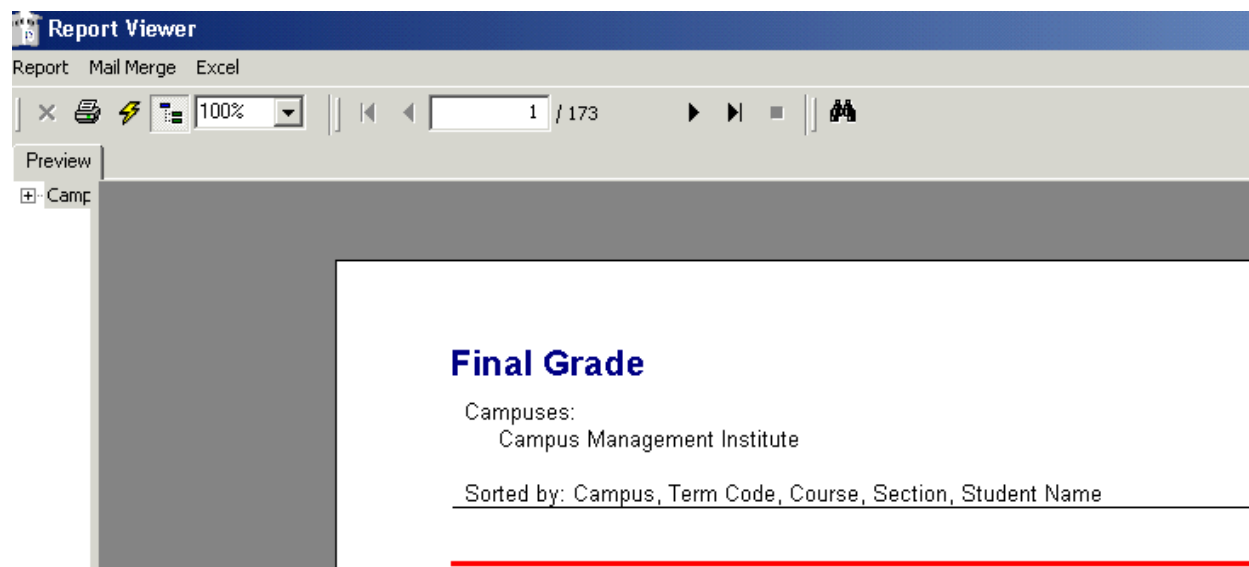 Report Viewer
Report Mail Merge Excel
100% 1 / 173
Preview
Camp
Final Grade
Campuses:
Campus Management Institute
Sorted by: Campus, Term Code, Course, Section, Student Name